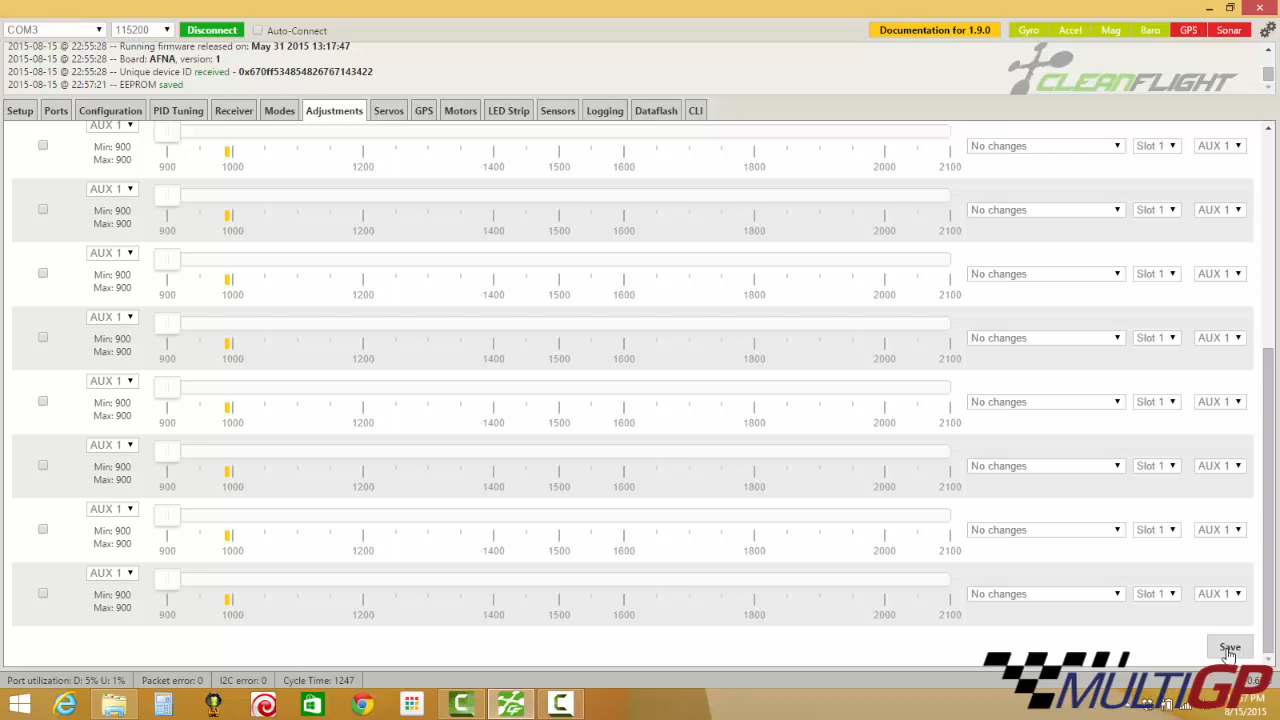 COM3 115200 Disconnect Auto-Connect Documentation for 1.9.0 Gyro Accel Mag Baro GPS Sonar
2015-08-15 @ 22:55:28 -- Running firmware released on: May 31 2015 13:17:47
2015-08-15 @ 22:55:28 -- Board: AFNA, version: 1
2015-08-15 @ 22:55:28 -- Unique device ID received - 0x670ff534854826767143422
2015-08-15 @ 22:57:21 -- EEPROM saved
CLEANFLIGHT
Setup Ports Configuration PID Tuning Receiver Modes Adjustments Servos GPS Motors LED Strip Sensors Logging Dataflash CLI
AUX 1
Min: 900
Max: 900
900 1000 1200 1400 1500 1600 1800 2000 2100
No changes Slot 1 AUX 1
AUX 1
Min: 900
Max: 900
900 1000 1200 1400 1500 1600 1800 2000 2100
No changes Slot 1 AUX 1
AUX 1
Min: 900
Max: 900
900 1000 1200 1400 1500 1600 1800 2000 2100
No changes Slot 1 AUX 1
AUX 1
Min: 900
Max: 900
900 1000 1200 1400 1500 1600 1800 2000 2100
No changes Slot 1 AUX 1
AUX 1
Min: 900
Max: 900
900 1000 1200 1400 1500 1600 1800 2000 2100
No changes Slot 1 AUX 1
AUX 1
Min: 900
Max: 900
900 1000 1200 1400 1500 1600 1800 2000 2100
No changes Slot 1 AUX 1
AUX 1
Min: 900
Max: 900
900 1000 1200 1400 1500 1600 1800 2000 2100
No changes Slot 1 AUX 1
AUX 1
Min: 900
Max: 900
900 1000 1200 1400 1500 1600 1800 2000 2100
No changes Slot 1 AUX 1
Save
Port utilization: D: 5% U: 1% Packet error: 0 I2C error: 0 Cycle Time: 1247
MULTIGP
8/15/2015